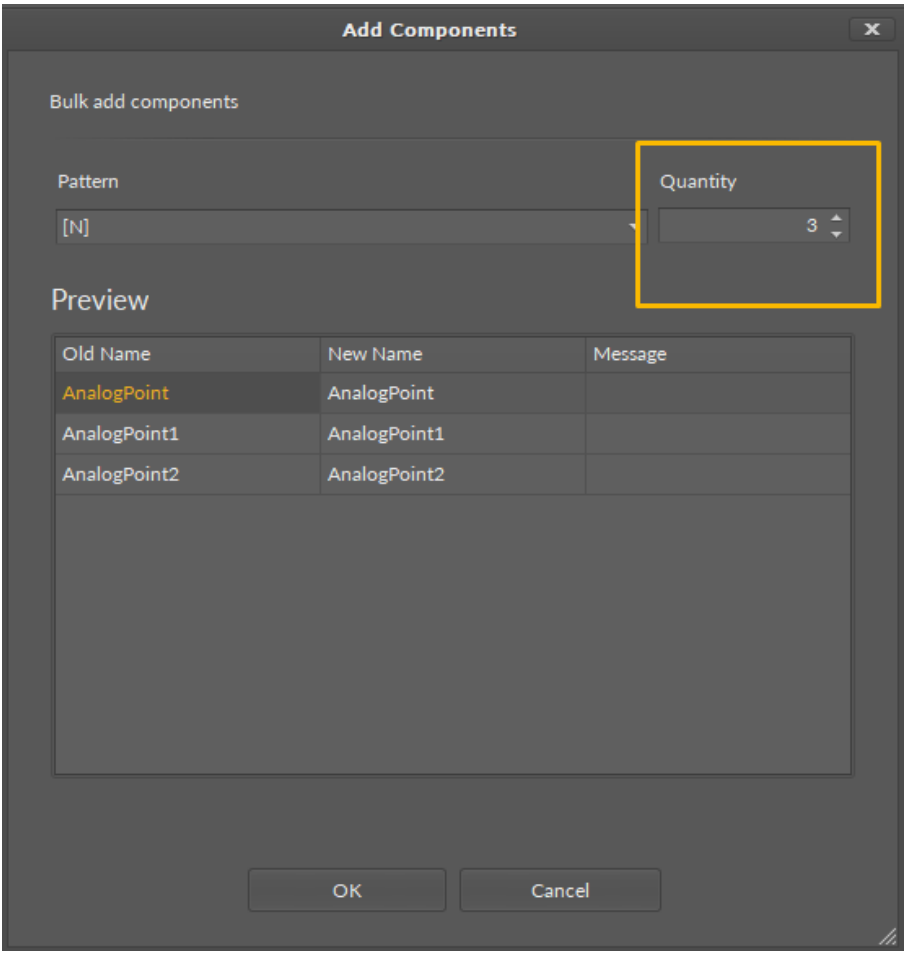 Add Components
x
Bulk add components
Pattern Quantity
[N] 3
Preview
Old Name New Name Message
AnalogPoint AnalogPoint
AnalogPoint1 AnalogPoint1
AnalogPoint2 AnalogPoint2
OK Cancel